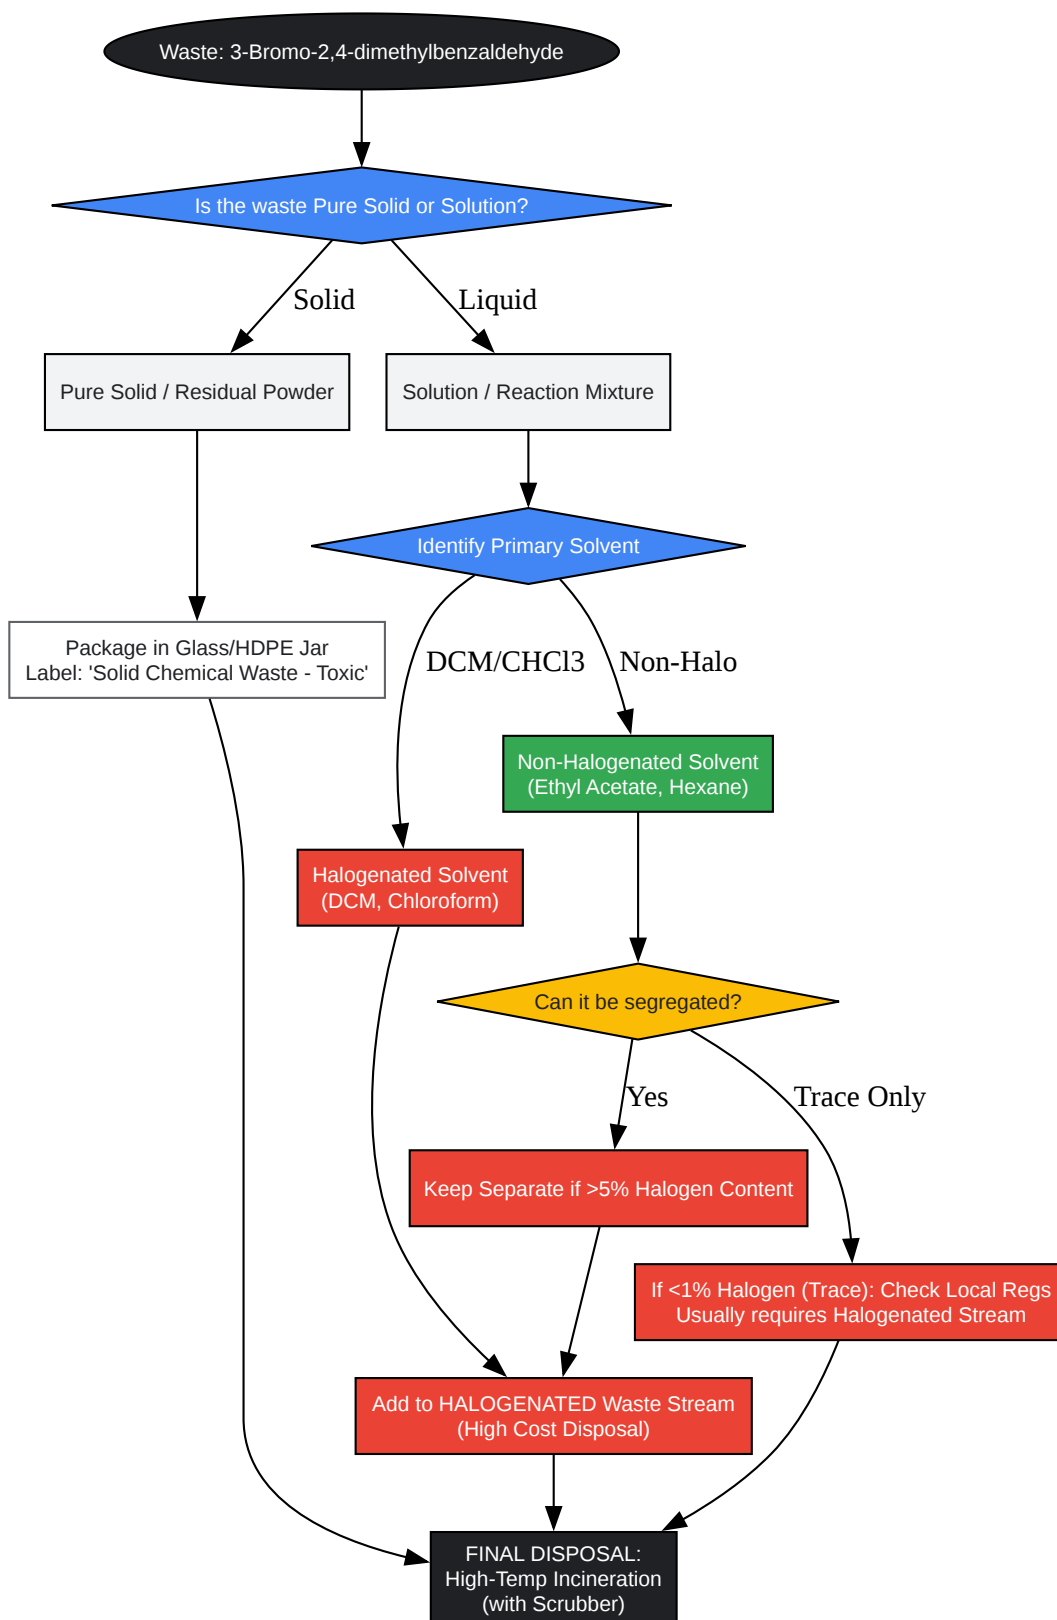 Waste: 3-Bromo-2,4-dimethylbenzaldehyde
Is the waste Pure Solid or Solution?
Solid
Liquid
Pure Solid / Residual Powder
Solution / Reaction Mixture
Identify Primary Solvent
Package in Glass/HDPE Jar
Label: 'Solid Chemical Waste - Toxic'
DCM/CHCl3
Non-Halo
Non-Halogenated Solvent
(Ethyl Acetate, Hexane)
Halogenated Solvent
(DCM, Chloroform)
Can it be segregated?
Yes
Trace Only
Keep Separate if >5% Halogen Content
If <1% Halogen (Trace): Check Local Regs
Usually requires Halogenated Stream
Add to HALOGENATED Waste Stream
(High Cost Disposal)
FINAL DISPOSAL:
High-Temp Incineration
(with Scrubber)